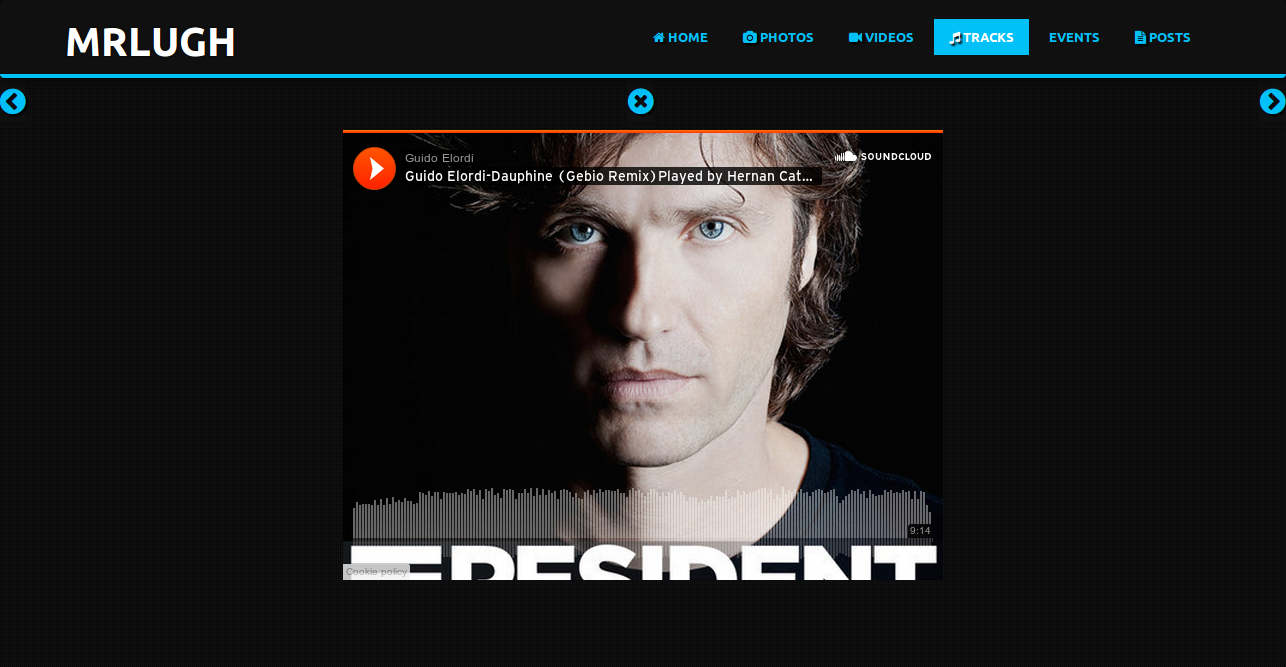 MRLUGH
HOME PHOTOS VIDEOS TRACKS EVENTS POSTS
Guido Elordi
SOUNDCLOUD
Guido Elordi-Dauphine (Gebio Remix)Played by Hernan Cat...
9:14
RESIDENT
Cookie policy